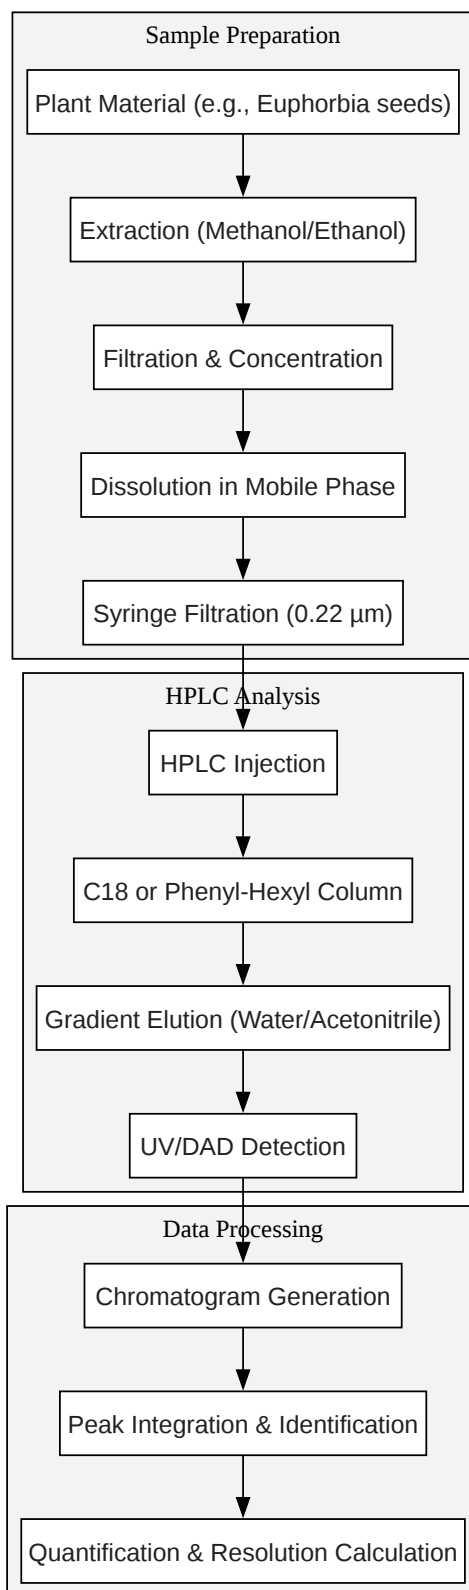 Sample Preparation
Plant Material (e.g., Euphorbia seeds)
Extraction (Methanol/Ethanol)
Filtration & Concentration
Dissolution in Mobile Phase
Syringe Filtration (0.22 µm)
HPLC Analysis
HPLC Injection
C18 or Phenyl-Hexyl Column
Gradient Elution (Water/Acetonitrile)
UV/DAD Detection
Data Processing
Chromatogram Generation
Peak Integration & Identification
Quantification & Resolution Calculation